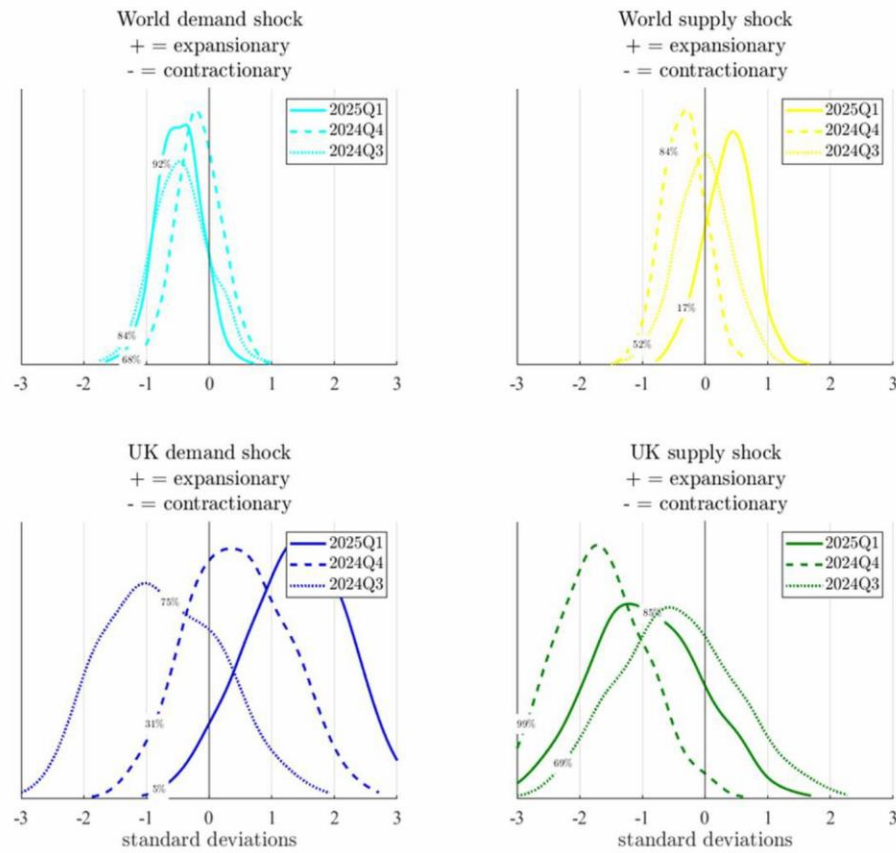 World demand shock
+ = expansionary
- = contractionary
2025Q1
2024Q4
2024Q3
92%
84%
68%
-3 -2 -1 0 1 2 3
World supply shock
+ = expansionary
- = contractionary
2025Q1
2024Q4
2024Q3
84%
17%
52%
-3 -2 -1 0 1 2 3
UK demand shock
+ = expansionary
- = contractionary
2025Q1
2024Q4
2024Q3
75%
31%
5%
-3 -2 -1 0 1 2 3
standard deviations
UK supply shock
+ = expansionary
- = contractionary
2025Q1
2024Q4
2024Q3
85%
99%
69%
-3 -2 -1 0 1 2 3
standard deviations